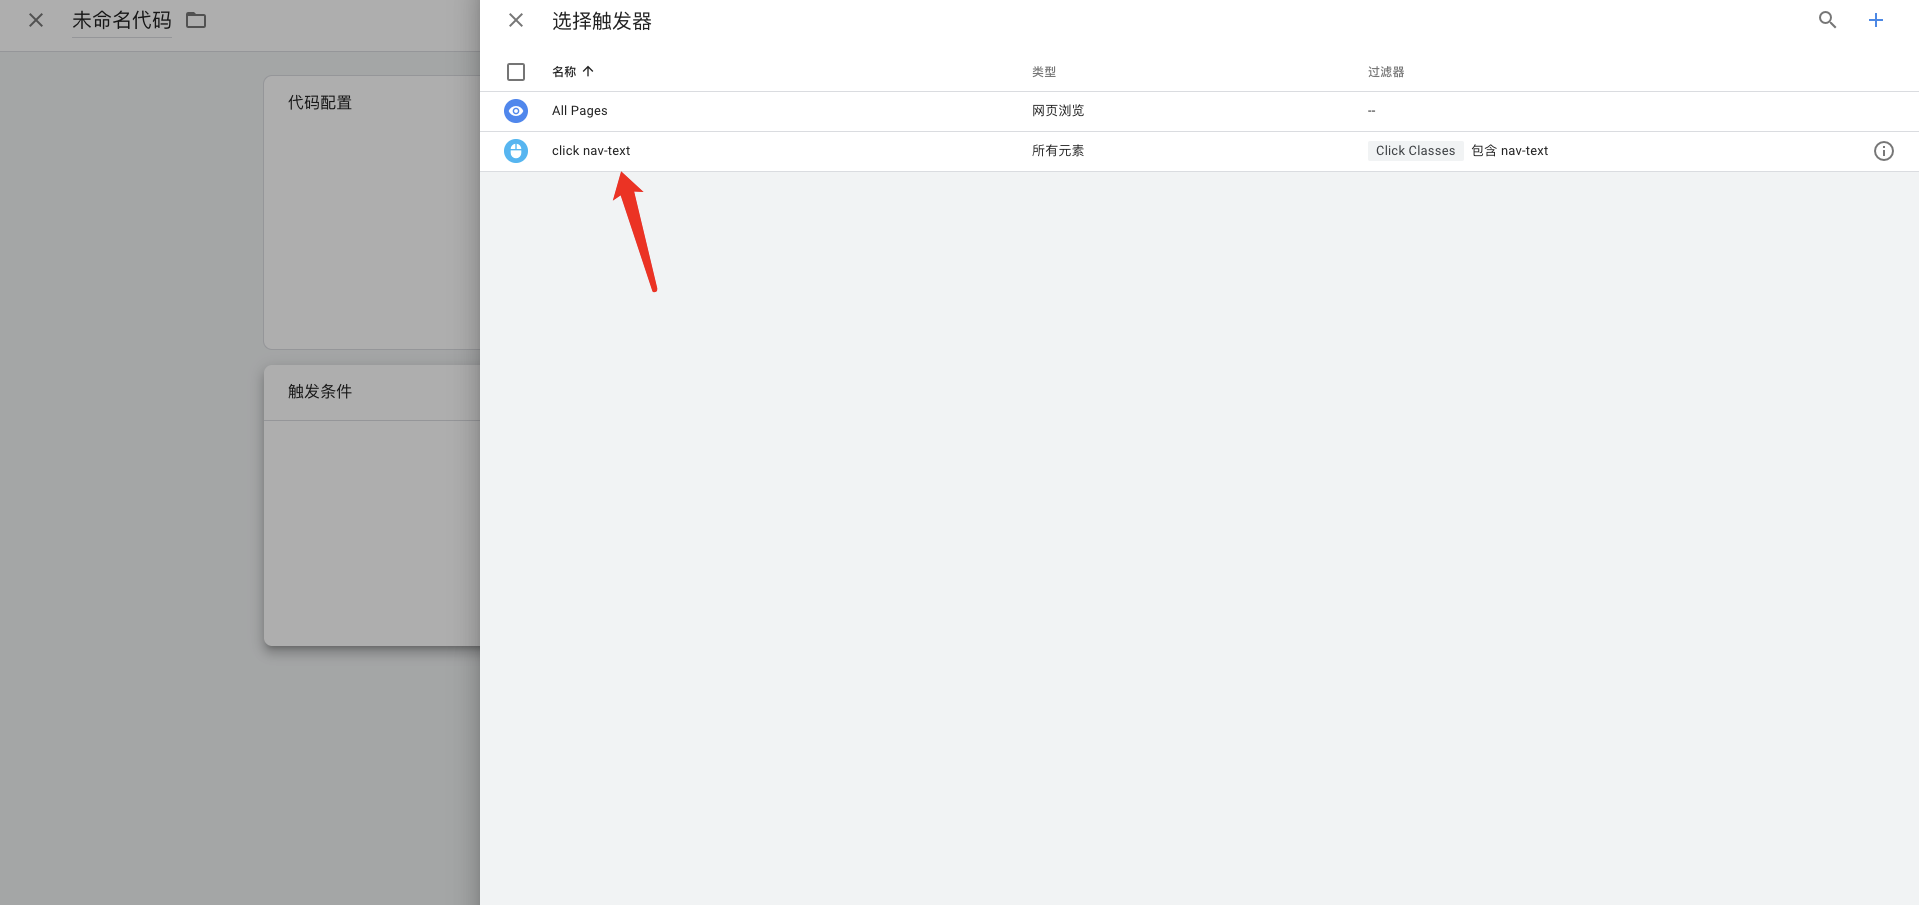 未命名代码
代码配置
触发条件
选择触发器
名称 类型 过滤器
All Pages 网页浏览 --
click nav-text 所有元素 Click Classes 包含 nav-text